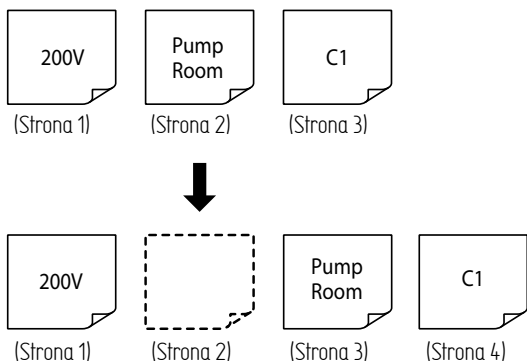 200V
Pump
Room
C1
(Strona 1)
(Strona 2)
(Strona 3)
200V
Pump
Room
C1
(Strona 1)
(Strona 2)
(Strona 3)
(Strona 4)